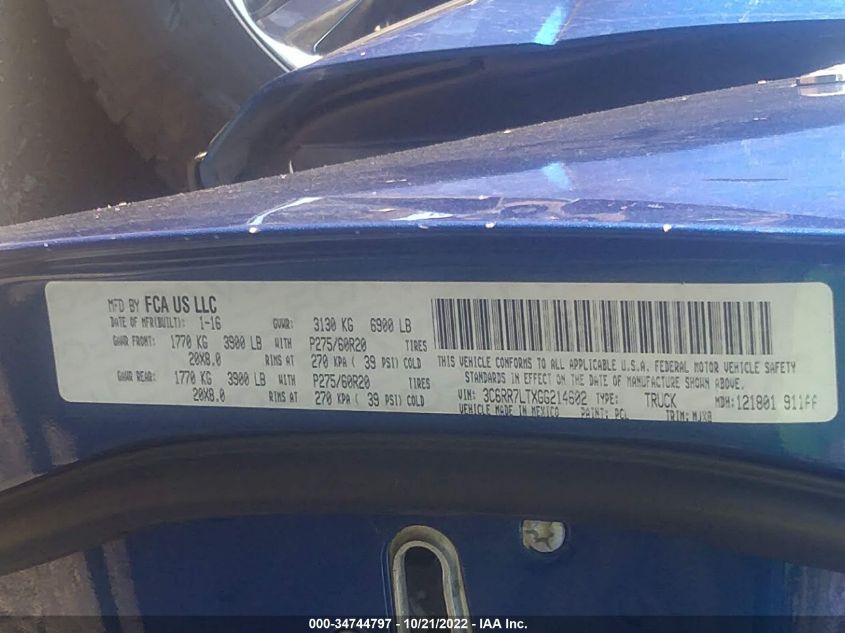 MFD BY FCA US LLC
DATE OF MFR(BUILT): 1-16 GVWR: 3130 KG 6900 LB
GAWR FRONT: 1770 KG 3900 LB WITH P275/60R20 TIRES
20X8.0 RIMS AT 270 KPA ( 39 PSI) COLD
GAWR REAR: 1770 KG 3900 LB WITH P275/60R20 TIRES
20X8.0 RIMS AT 270 KPA ( 39 PSI) COLD
THIS VEHICLE CONFORMS TO ALL APPLICABLE U.S.A. FEDERAL MOTOR VEHICLE SAFETY
STANDARDS IN EFFECT ON THE DATE OF MANUFACTURE SHOWN ABOVE.
VIN: 3C6RR7LTXGG214602 TYPE: TRUCK MDH: 121801 911FF
VEHICLE MADE IN MEXICO PAINT: PCL TRIM: MJX8
000-34744797 - 10/21/2022 - IAA Inc.